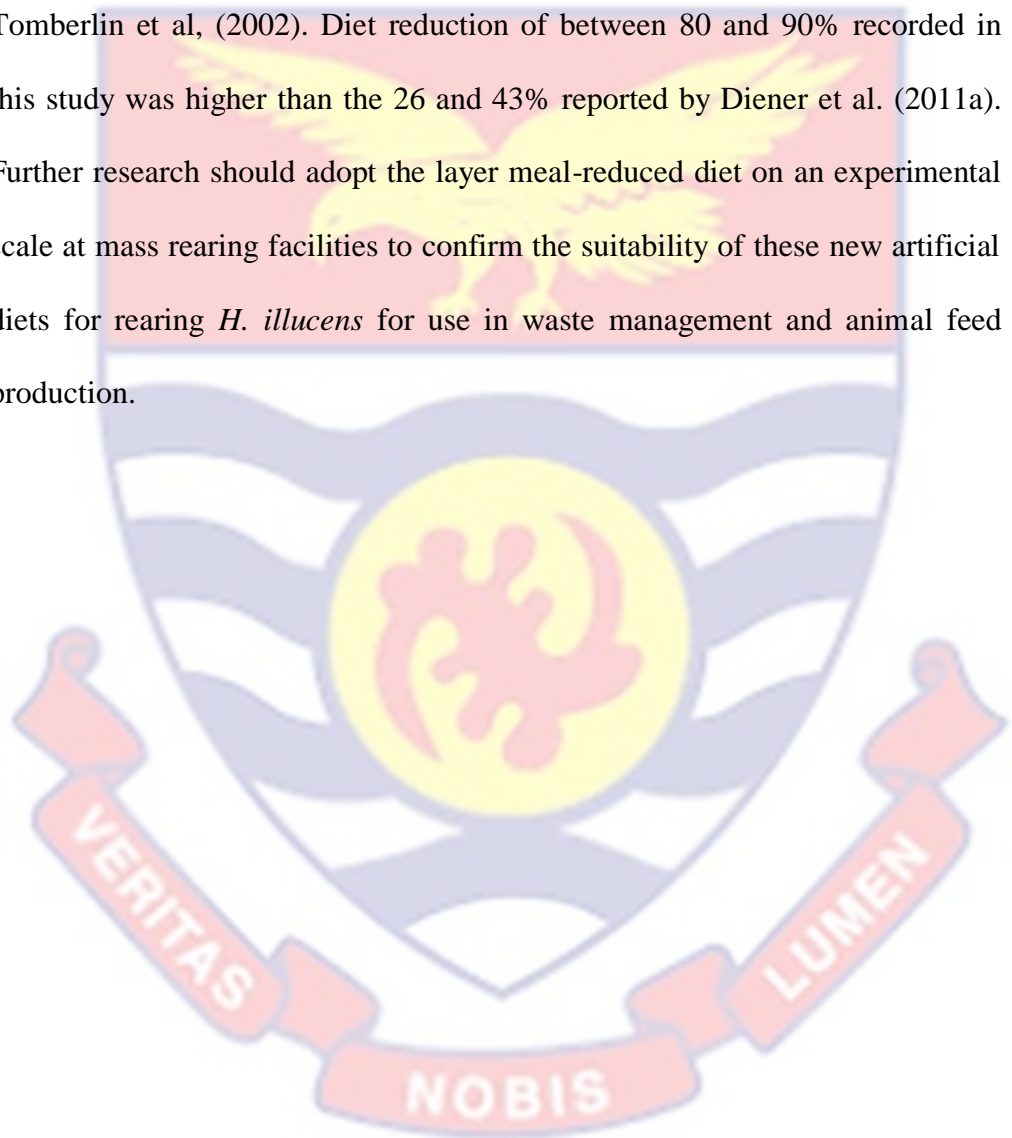 Tomberlin et al, (2002). Diet reduction of between 80 and 90% recorded in
this study was higher than the 26 and 43% reported by Diener et al. (2011a).
Further research should adopt the layer meal-reduced diet on an experimental
scale at mass rearing facilities to confirm the suitability of these new artificial
diets for rearing H. illucens for use in waste management and animal feed
production.
VERITAS
NOBIS
LUMEN